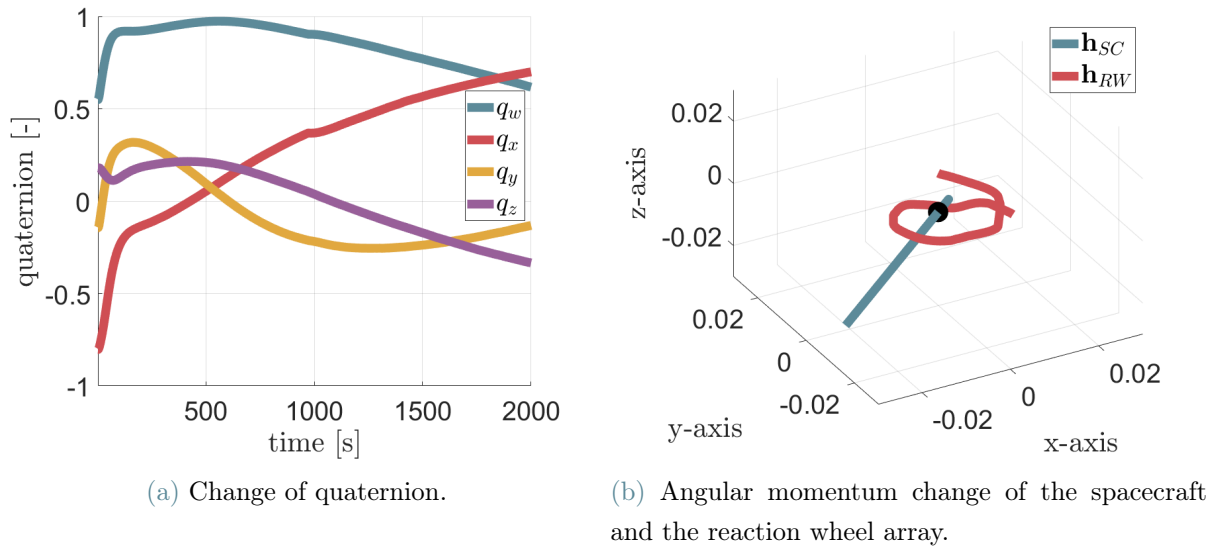 1
0.5
0
-0.5
-1
quaternion [-]
500
1000
1500
2000
time [s]
q_w
q_x
q_y
q_z
(a) Change of quaternion.
h_SC
h_RW
0.02
0
-0.02
z-axis
0.02
0
-0.02
y-axis
-0.02
0
0.02
x-axis
(b) Angular momentum change of the spacecraft
and the reaction wheel array.